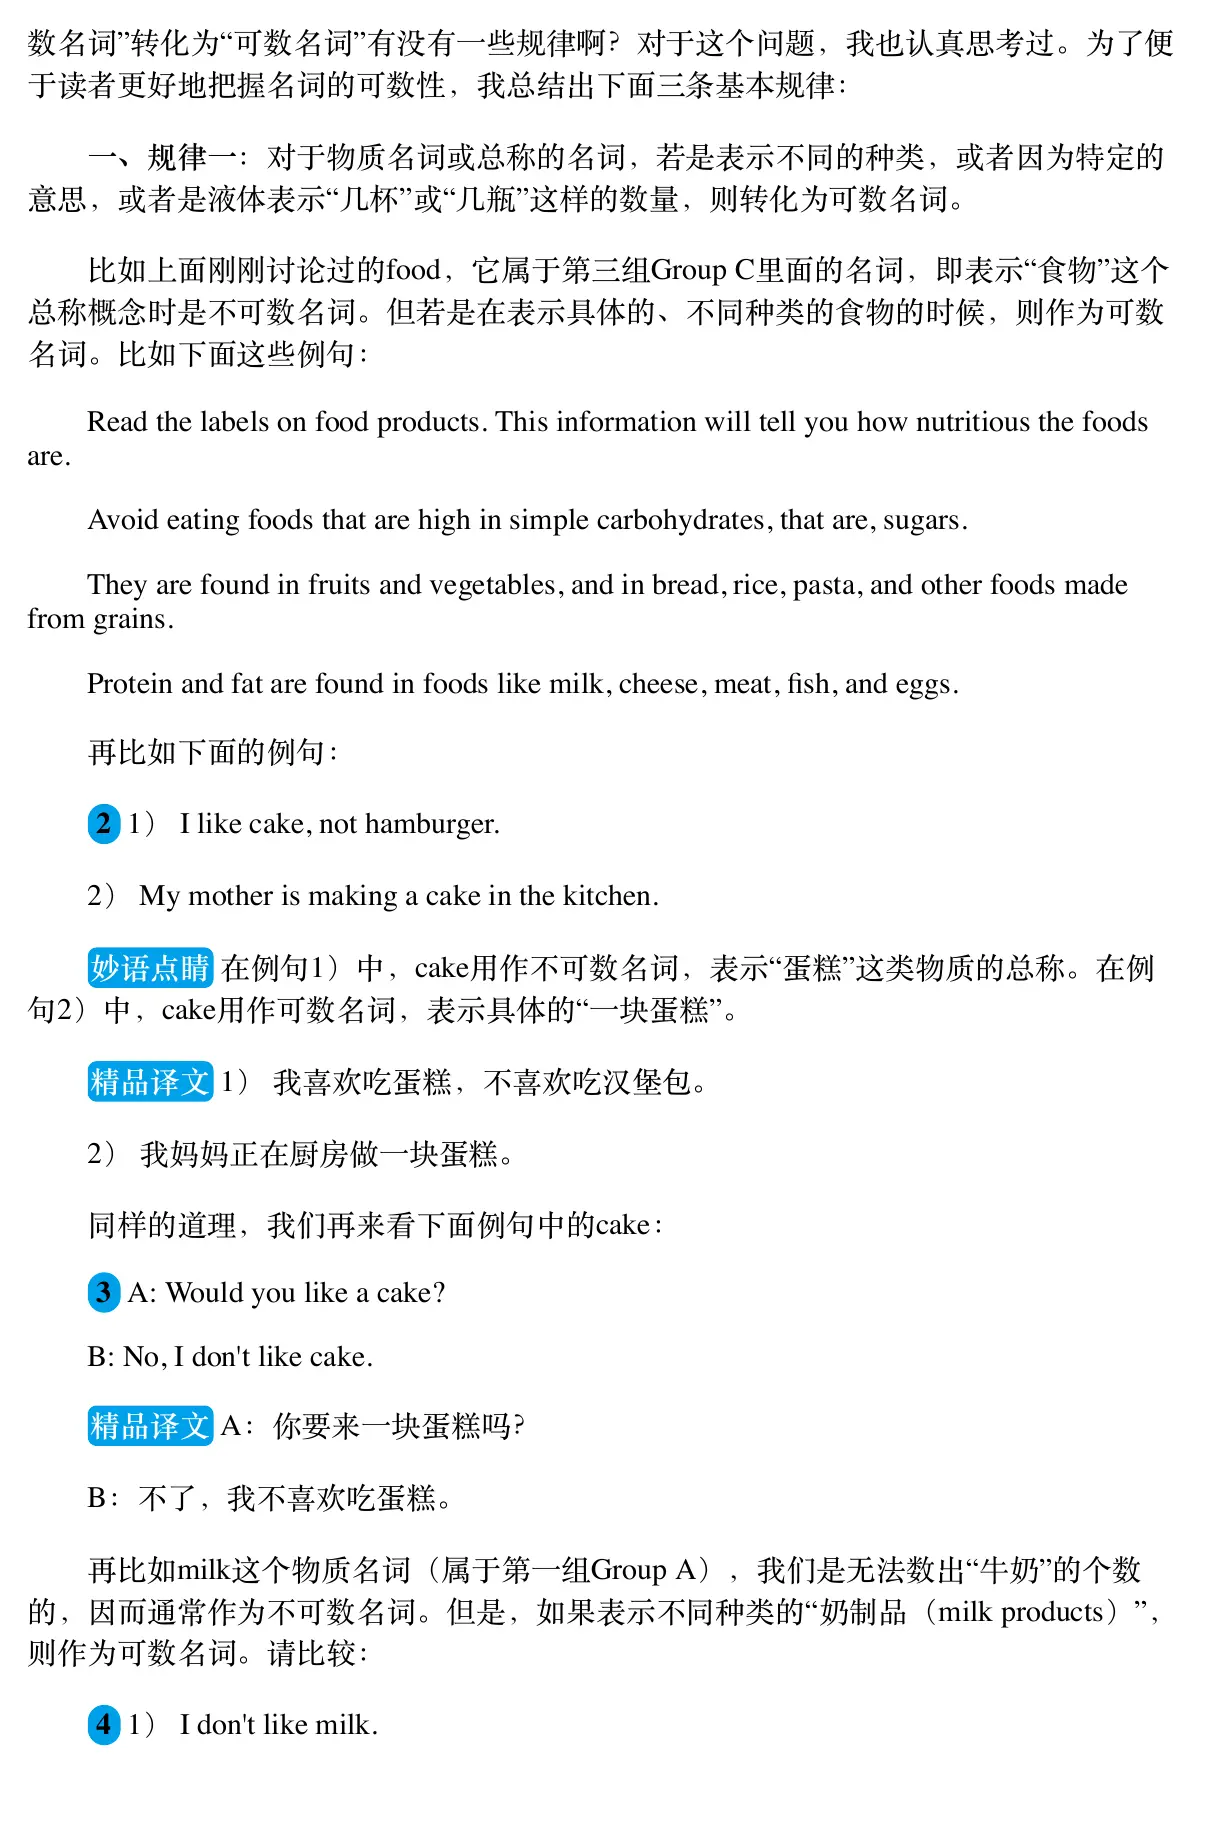 数名词”转化为“可数名词”有没有一些规律啊？对于这个问题，我也认真思考过。为了便
于读者更好地把握名词的可数性，我总结出下面三条基本规律：
一、规律一：对于物质名词或总称的名词，若是表示不同的种类，或者因为特定的
意思，或者是液体表示“几杯”或“几瓶”这样的数量，则转化为可数名词。
比如上面刚刚讨论过的food，它属于第三组Group C里面的名词，即表示“食物”这个
总称概念时是不可数名词。但若是在表示具体的、不同种类的食物的时候，则作为可数
名词。比如下面这些例句：
Read the labels on food products. This information will tell you how nutritious the foods
are.
Avoid eating foods that are high in simple carbohydrates, that are, sugars.
They are found in fruits and vegetables, and in bread, rice, pasta, and other foods made
from grains.
Protein and fat are found in foods like milk, cheese, meat, fish, and eggs.
再比如下面的例句：
2 1） I like cake, not hamburger.
2） My mother is making a cake in the kitchen.
妙语点睛 在例句1）中，cake用作不可数名词，表示“蛋糕”这类物质的总称。在例
句2）中，cake用作可数名词，表示具体的“一块蛋糕”。
精品译文 1） 我喜欢吃蛋糕，不喜欢吃汉堡包。
2） 我妈妈正在厨房做一块蛋糕。
同样的道理，我们再来看下面例句中的cake：
3 A: Would you like a cake?
B: No, I don't like cake.
精品译文 A：你要来一块蛋糕吗？
B：不了，我不喜欢吃蛋糕。
再比如milk这个物质名词（属于第一组Group A），我们是无法数出“牛奶”的个数
的，因而通常作为不可数名词。但是，如果表示不同种类的“奶制品（milk products）”，
则作为可数名词。请比较：
4 1） I don't like milk.